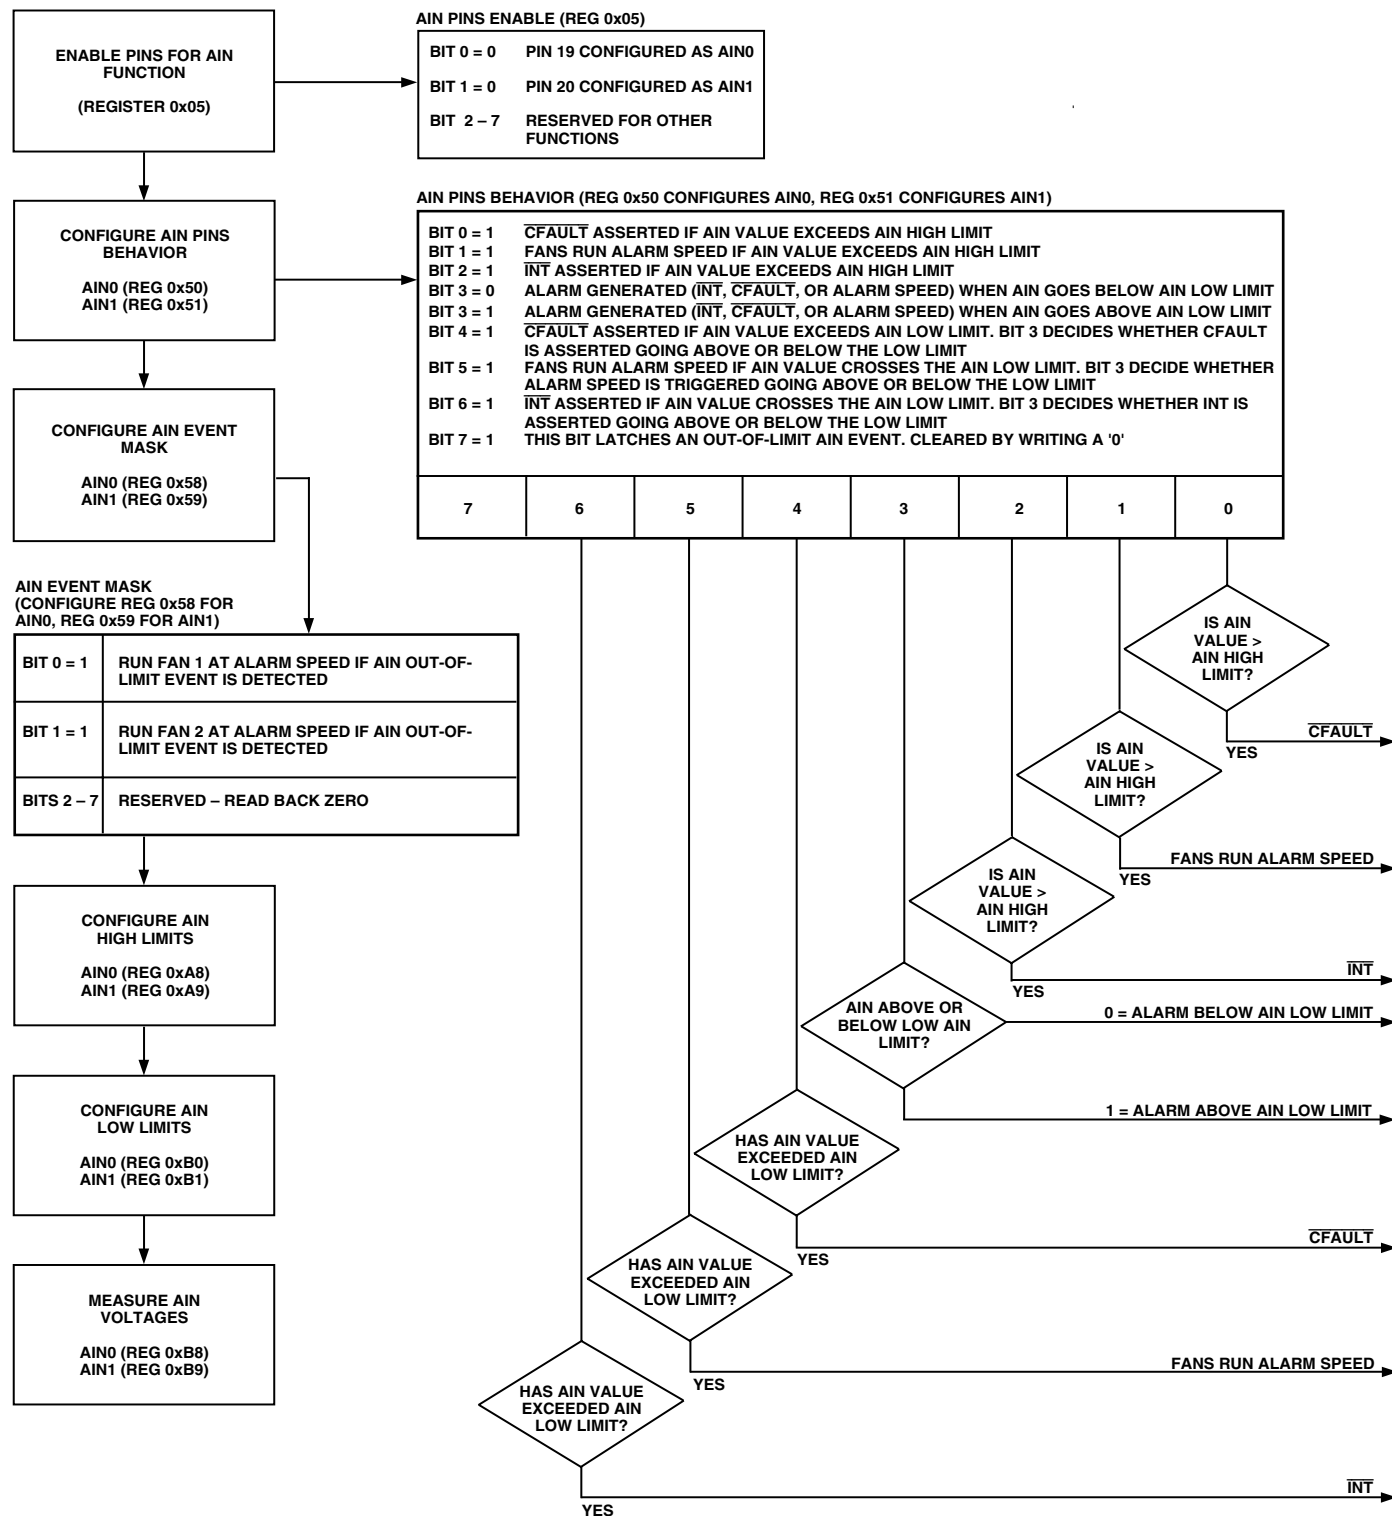 ENABLE PINS FOR AIN
FUNCTION
(REGISTER 0x05)
AIN PINS ENABLE (REG 0x05)
BIT 0 = 0 PIN 19 CONFIGURED AS AIN0
BIT 1 = 0 PIN 20 CONFIGURED AS AIN1
BIT 2 – 7 RESERVED FOR OTHER
FUNCTIONS
CONFIGURE AIN PINS
BEHAVIOR
AIN0 (REG 0x50)
AIN1 (REG 0x51)
AIN PINS BEHAVIOR (REG 0x50 CONFIGURES AIN0, REG 0x51 CONFIGURES AIN1)
BIT 0 = 1 CFAULT ASSERTED IF AIN VALUE EXCEEDS AIN HIGH LIMIT
BIT 1 = 1 FANS RUN ALARM SPEED IF AIN VALUE EXCEEDS AIN HIGH LIMIT
BIT 2 = 1 INT ASSERTED IF AIN VALUE EXCEEDS AIN HIGH LIMIT
BIT 3 = 0 ALARM GENERATED (INT, CFAULT, OR ALARM SPEED) WHEN AIN GOES BELOW AIN LOW LIMIT
BIT 3 = 1 ALARM GENERATED (INT, CFAULT, OR ALARM SPEED) WHEN AIN GOES ABOVE AIN LOW LIMIT
BIT 4 = 1 CFAULT ASSERTED IF AIN VALUE EXCEEDS AIN LOW LIMIT. BIT 3 DECIDES WHETHER CFAULT
IS ASSERTED GOING ABOVE OR BELOW THE LOW LIMIT
BIT 5 = 1 FANS RUN ALARM SPEED IF AIN VALUE CROSSES THE AIN LOW LIMIT. BIT 3 DECIDE WHETHER
ALARM SPEED IS TRIGGERED GOING ABOVE OR BELOW THE LOW LIMIT
BIT 6 = 1 INT ASSERTED IF AIN VALUE CROSSES THE AIN LOW LIMIT. BIT 3 DECIDES WHETHER INT IS
ASSERTED GOING ABOVE OR BELOW THE LOW LIMIT
BIT 7 = 1 THIS BIT LATCHES AN OUT-OF-LIMIT AIN EVENT. CLEARED BY WRITING A '0'
7 6 5 4 3 2 1 0
CONFIGURE AIN EVENT
MASK
AIN0 (REG 0x58)
AIN1 (REG 0x59)
AIN EVENT MASK
(CONFIGURE REG 0x58 FOR
AIN0, REG 0x59 FOR AIN1)
BIT 0 = 1 RUN FAN 1 AT ALARM SPEED IF AIN OUT-OF-
LIMIT EVENT IS DETECTED
BIT 1 = 1 RUN FAN 2 AT ALARM SPEED IF AIN OUT-OF-
LIMIT EVENT IS DETECTED
BITS 2 – 7 RESERVED – READ BACK ZERO
CONFIGURE AIN
HIGH LIMITS
AIN0 (REG 0xA8)
AIN1 (REG 0xA9)
CONFIGURE AIN
LOW LIMITS
AIN0 (REG 0xB0)
AIN1 (REG 0xB1)
MEASURE AIN
VOLTAGES
AIN0 (REG 0xB8)
AIN1 (REG 0xB9)
IS AIN
VALUE >
AIN HIGH
LIMIT?
YES
CFAULT
IS AIN
VALUE >
AIN HIGH
LIMIT?
YES
FANS RUN ALARM SPEED
IS AIN
VALUE >
AIN HIGH
LIMIT?
YES
INT
AIN ABOVE OR
BELOW LOW AIN
LIMIT?
0 = ALARM BELOW AIN LOW LIMIT
1 = ALARM ABOVE AIN LOW LIMIT
HAS AIN VALUE
EXCEEDED AIN
LOW LIMIT?
YES
CFAULT
HAS AIN VALUE
EXCEEDED AIN
LOW LIMIT?
YES
FANS RUN ALARM SPEED
HAS AIN VALUE
EXCEEDED AIN
LOW LIMIT?
YES
INT